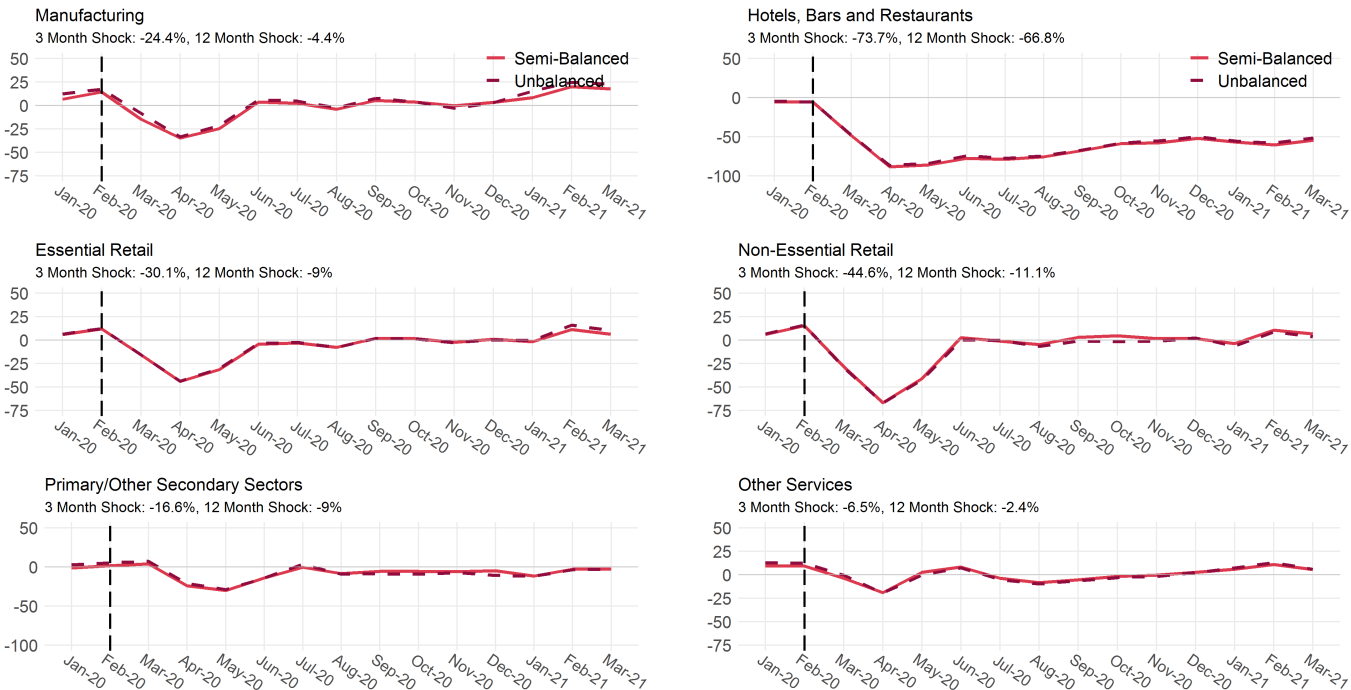 Manufacturing
3 Month Shock: -24.4%, 12 Month Shock: -4.4%
Semi-Balanced
Unbalanced
50
25
0
-25
-50
-75
Jan-20 Feb-20 Mar-20 Apr-20 May-20 Jun-20 Jul-20 Aug-20 Sep-20 Oct-20 Nov-20 Dec-20 Jan-21 Feb-21 Mar-21
Hotels, Bars and Restaurants
3 Month Shock: -73.7%, 12 Month Shock: -66.8%
Semi-Balanced
Unbalanced
50
0
-50
-100
Jan-20 Feb-20 Mar-20 Apr-20 May-20 Jun-20 Jul-20 Aug-20 Sep-20 Oct-20 Nov-20 Dec-20 Jan-21 Feb-21 Mar-21
Essential Retail
3 Month Shock: -30.1%, 12 Month Shock: -9%
50
25
0
-25
-50
-75
Jan-20 Feb-20 Mar-20 Apr-20 May-20 Jun-20 Jul-20 Aug-20 Sep-20 Oct-20 Nov-20 Dec-20 Jan-21 Feb-21 Mar-21
Non-Essential Retail
3 Month Shock: -44.6%, 12 Month Shock: -11.1%
50
25
0
-25
-50
-75
Jan-20 Feb-20 Mar-20 Apr-20 May-20 Jun-20 Jul-20 Aug-20 Sep-20 Oct-20 Nov-20 Dec-20 Jan-21 Feb-21 Mar-21
Primary/Other Secondary Sectors
3 Month Shock: -16.6%, 12 Month Shock: -9%
50
0
-50
-100
Jan-20 Feb-20 Mar-20 Apr-20 May-20 Jun-20 Jul-20 Aug-20 Sep-20 Oct-20 Nov-20 Dec-20 Jan-21 Feb-21 Mar-21
Other Services
3 Month Shock: -6.5%, 12 Month Shock: -2.4%
50
25
0
-25
-50
-75
Jan-20 Feb-20 Mar-20 Apr-20 May-20 Jun-20 Jul-20 Aug-20 Sep-20 Oct-20 Nov-20 Dec-20 Jan-21 Feb-21 Mar-21